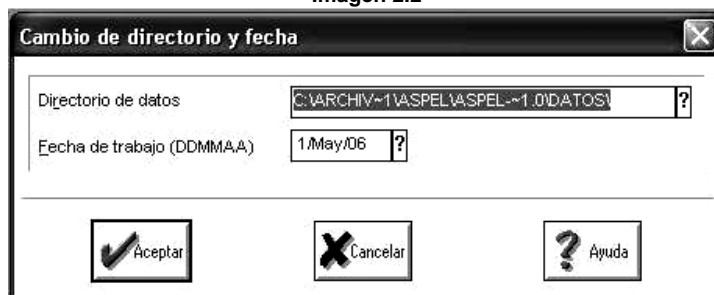 Imagen 2.2
Cambio de directorio y fecha
Directorio de datos C:\ARCHIV~1\ASPEL\ASPEL-~1.0\DATOS\ ?
Fecha de trabajo (DDMMAA) 1/May/06 ?
Aceptar Cancelar Ayuda